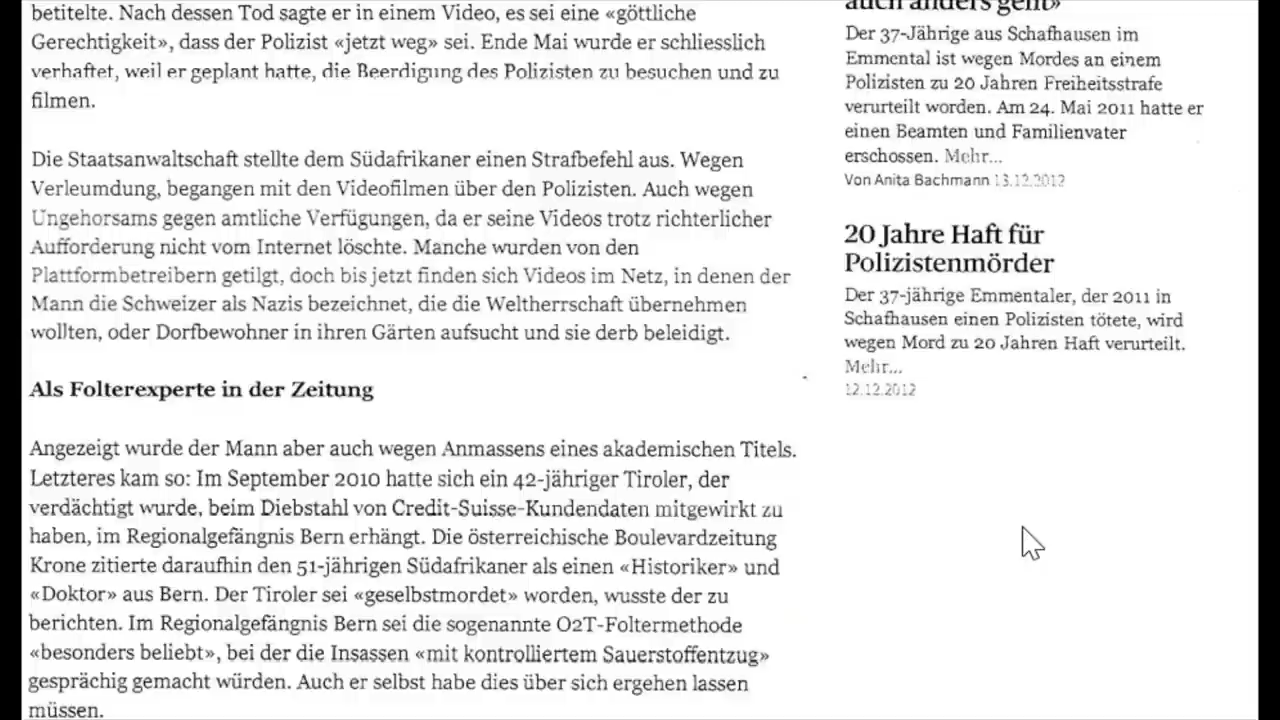 betitelte. Nach dessen Tod sagte er in einem Video, es sei eine «göttliche
Gerechtigkeit», dass der Polizist «jetzt weg» sei. Ende Mai wurde er schliesslich
verhaftet, weil er geplant hatte, die Beerdigung des Polizisten zu besuchen und zu
filmen.
Die Staatsanwaltschaft stellte dem Südafrikaner einen Strafbefehl aus. Wegen
Verleumdung, begangen mit den Videofilmen über den Polizisten. Auch wegen
Ungehorsams gegen amtliche Verfügungen, da er seine Videos trotz richterlicher
Aufforderung nicht vom Internet löschte. Manche wurden von den
Plattformbetreibern getilgt, doch bis jetzt finden sich Videos im Netz, in denen der
Mann die Schweizer als Nazis bezeichnet, die die Weltherrschaft übernehmen
wollten, oder Dorfbewohner in ihren Gärten aufsucht und sie derb beleidigt.
Als Folterexperte in der Zeitung
Angezeigt wurde der Mann aber auch wegen Anmassens eines akademischen Titels.
Letzteres kam so: Im September 2010 hatte sich ein 42-jähriger Tiroler, der
verdächtigt wurde, beim Diebstahl von Credit-Suisse-Kundendaten mitgewirkt zu
haben, im Regionalgefängnis Bern erhängt. Die österreichische Boulevardzeitung
Krone zitierte daraufhin den 51-jährigen Südafrikaner als einen «Historiker» und
«Doktor» aus Bern. Der Tiroler sei «geselbstmordet» worden, wusste der zu
berichten. Im Regionalgefängnis Bern sei die sogenannte O2T-Foltermethode
«besonders beliebt», bei der die Insassen «mit kontrolliertem Sauerstoffentzug»
gesprächig gemacht würden. Auch er selbst habe dies über sich ergehen lassen
müssen.
auch anders geht»
Der 37-Jährige aus Schafhausen im
Emmental ist wegen Mordes an einem
Polizisten zu 20 Jahren Freiheitsstrafe
verurteilt worden. Am 24. Mai 2011 hatte er
einen Beamten und Familienvater
erschossen. Mehr...
Von Anita Bachmann 13.12.2012
20 Jahre Haft für
Polizistenmörder
Der 37-jährige Emmentaler, der 2011 in
Schafhausen einen Polizisten tötete, wird
wegen Mord zu 20 Jahren Haft verurteilt.
Mehr...
12.12.2012